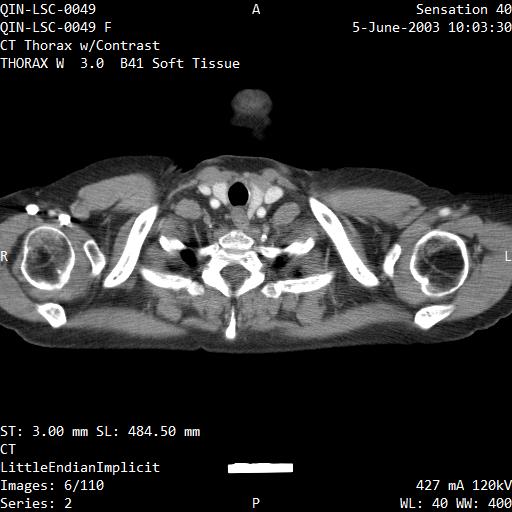 QIN-LSC-0049
A
Sensation 40
QIN-LSC-0049 F
5-June-2003 10:03:30
CT Thorax w/Contrast
THORAX W  3.0  B41 Soft Tissue
R
L
ST: 3.00 mm SL: 484.50 mm
CT
LittleEndianImplicit
Images: 6/110
427 mA 120kV
Series: 2
P
WL: 40 WW: 400